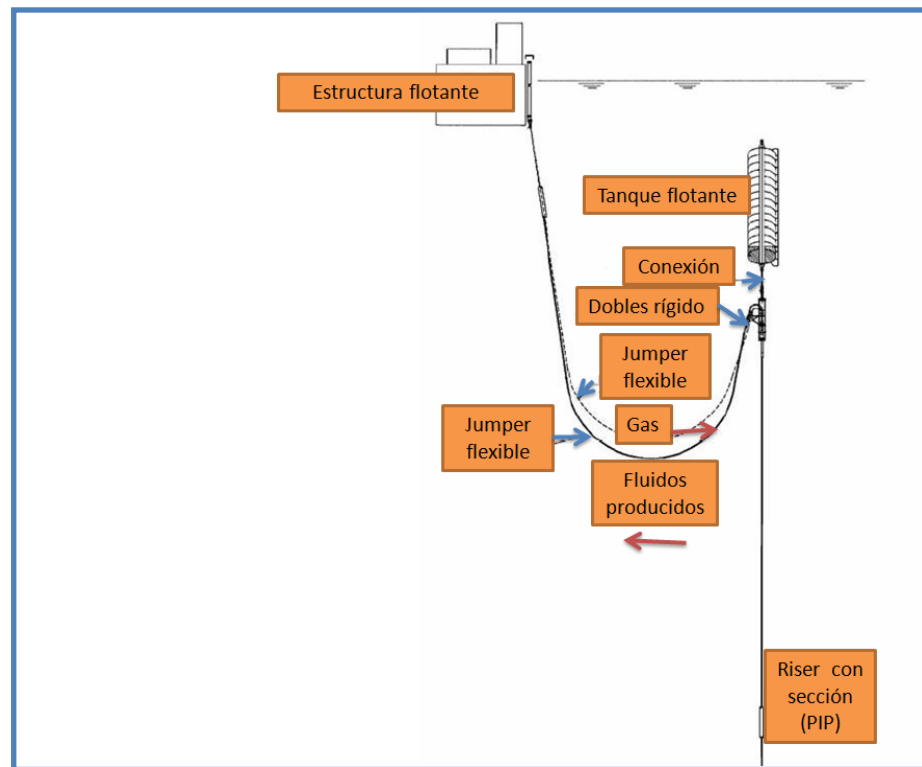 Estructura flotante
Tanque flotante
Conexión
Dobles rígido
Jumper
flexible
Gas
Jumper
flexible
Fluidos
producidos
Riser con
sección
(PIP)